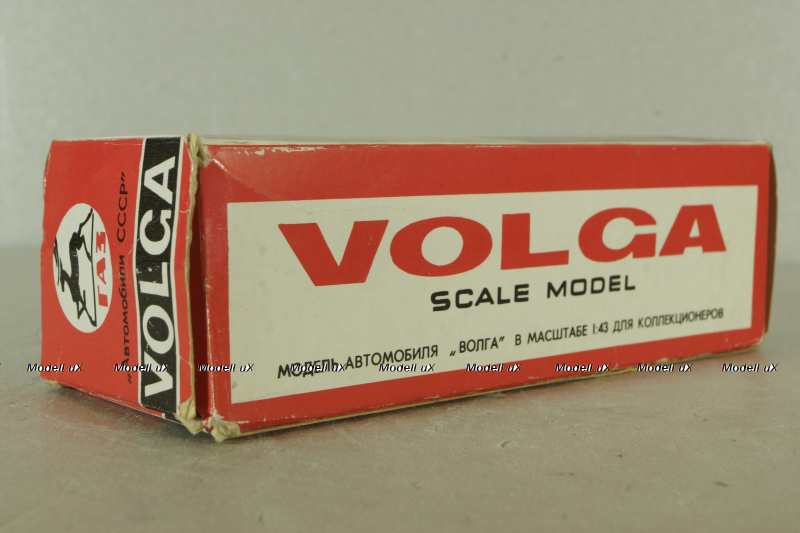 ГАЗ
„Автомобили СССР"
VOLGA
VOLGA
SCALE MODEL
МОДЕЛЬ АВТОМОБИЛЯ „ВОЛГА" В МАСШТАБЕ 1:43 ДЛЯ КОЛЛЕКЦИОНЕРОВ
Modell uX Modell uX Modell uX Modell uX Modell uX Modell uX Modell uX Modell uX Modell uX